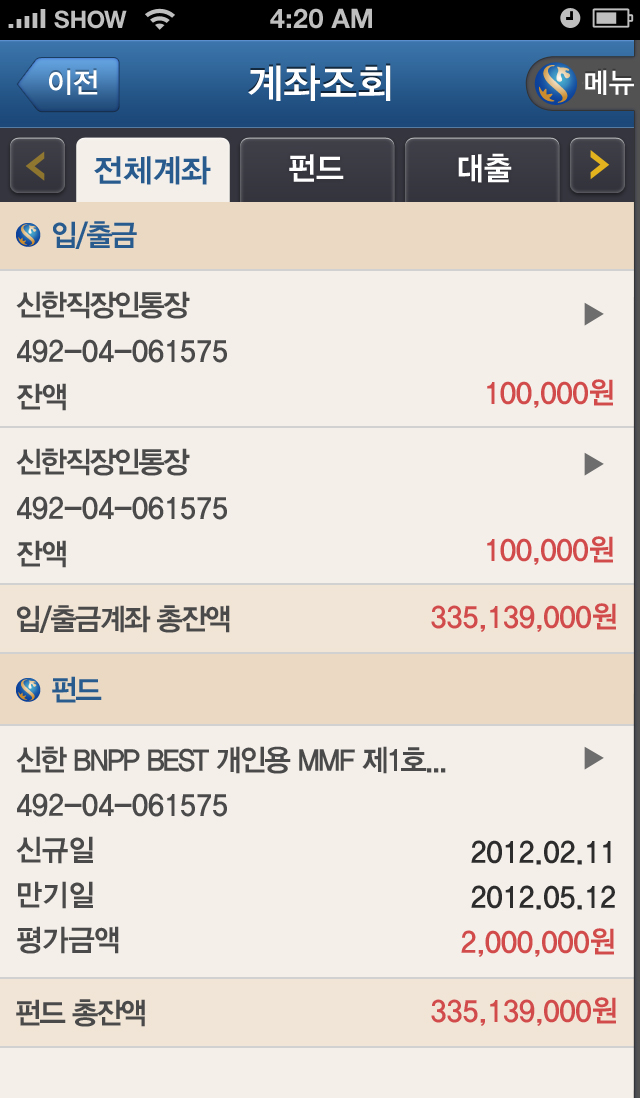 SHOW 4:20 AM
이전 계좌조회 메뉴
전체계좌 펀드 대출
입/출금
신한직장인통장
492-04-061575
잔액 100,000원
신한직장인통장
492-04-061575
잔액 100,000원
입/출금계좌 총잔액 335,139,000원
펀드
신한 BNPP BEST 개인용 MMF 제1호...
492-04-061575
신규일 2012.02.11
만기일 2012.05.12
평가금액 2,000,000원
펀드 총잔액 335,139,000원